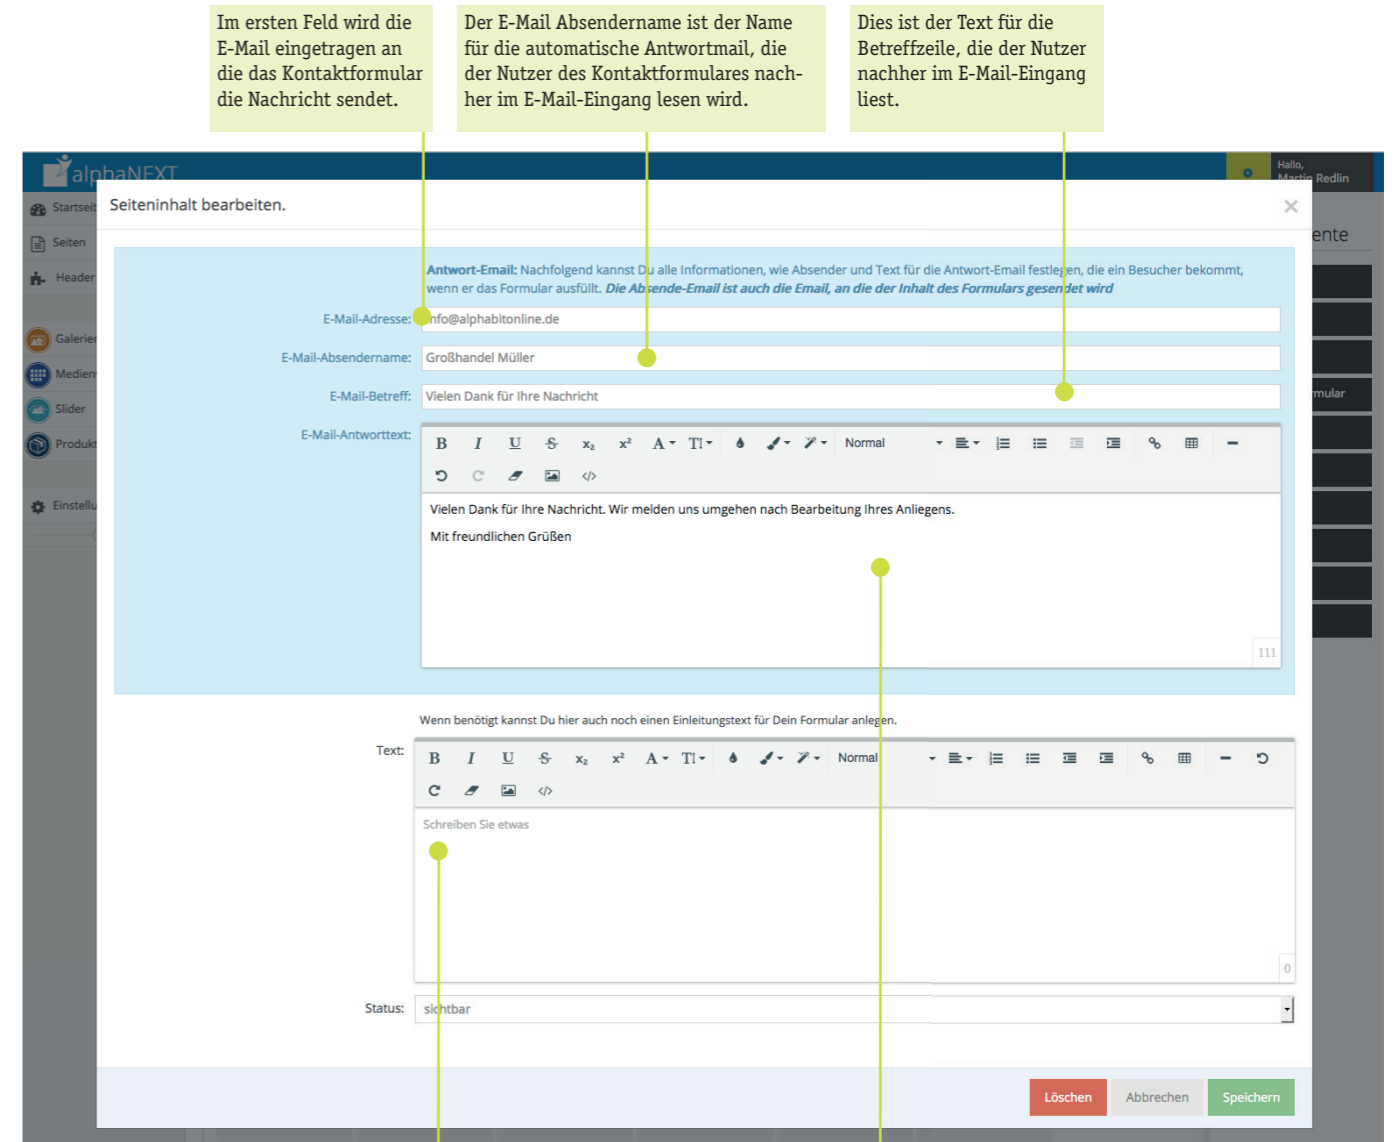 Im ersten Feld wird die
E-Mail eingetragen an
die das Kontaktformular
die Nachricht sendet.
Der E-Mail Absendername ist der Name
für die automatische Antwortmail, die
der Nutzer des Kontaktformulares nach-
her im E-Mail-Eingang lesen wird.
Dies ist der Text für die
Betreffzeile, die der Nutzer
nachher im E-Mail-Eingang
liest.
alphaNEXT
Hallo,
Martin Redlin
Startseit
Seiten
Header
Galerien
Medien
Slider
Produkt
Einstellu
ente
rmular
Seiteninhalt bearbeiten.
Antwort-Email: Nachfolgend kannst Du alle Informationen, wie Absender und Text für die Antwort-Email festlegen, die ein Besucher bekommt,
wenn er das Formular ausfüllt. Die Absende-Email ist auch die Email, an die der Inhalt des Formulars gesendet wird
E-Mail-Adresse: info@alphabitonline.de
E-Mail-Absendername: Großhandel Müller
E-Mail-Betreff: Vielen Dank für Ihre Nachricht
E-Mail-Antworttext:
Normal
Vielen Dank für Ihre Nachricht. Wir melden uns umgehen nach Bearbeitung Ihres Anliegens.
Mit freundlichen Grüßen
111
Wenn benötigt kannst Du hier auch noch einen Einleitungstext für Dein Formular anlegen.
Text:
Normal
Schreiben Sie etwas
0
Status: sichtbar
Löschen Abbrechen Speichern